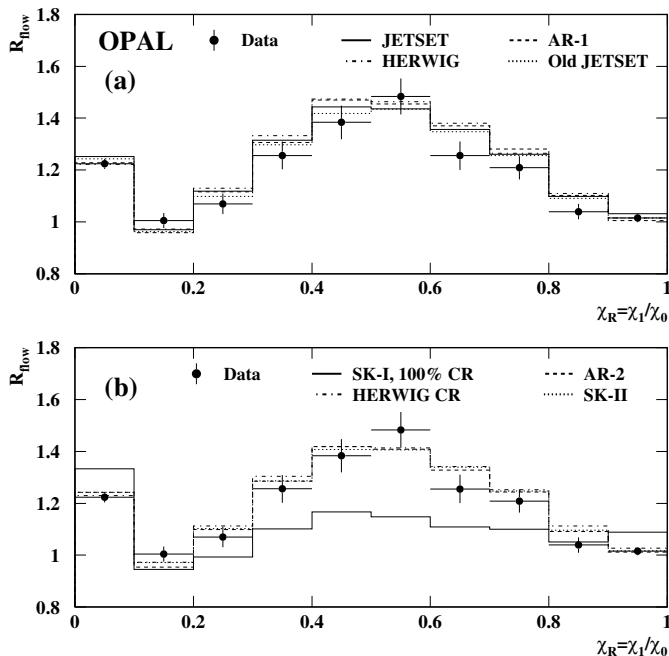 R_flow
1.8
1.6
1.4
1.2
1
0.8
OPAL
Data
JETSET
AR-1
HERWIG
Old JETSET
(a)
0 0.2 0.4 0.6 0.8 1
χ_R=χ_1/χ_0
R_flow
1.8
1.6
1.4
1.2
1
0.8
(b)
Data
SK-I, 100% CR
AR-2
HERWIG CR
SK-II
0 0.2 0.4 0.6 0.8 1
χ_R=χ_1/χ_0